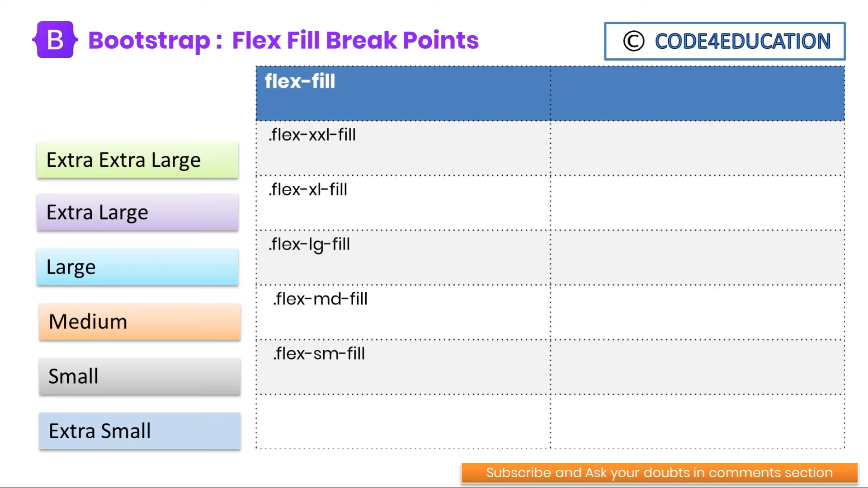 B Bootstrap : Flex Fill Break Points
© CODE4EDUCATION
flex-fill
Extra Extra Large
.flex-xxl-fill
Extra Large
.flex-xl-fill
Large
.flex-lg-fill
Medium
.flex-md-fill
Small
.flex-sm-fill
Extra Small
Subscribe and Ask your doubts in comments section